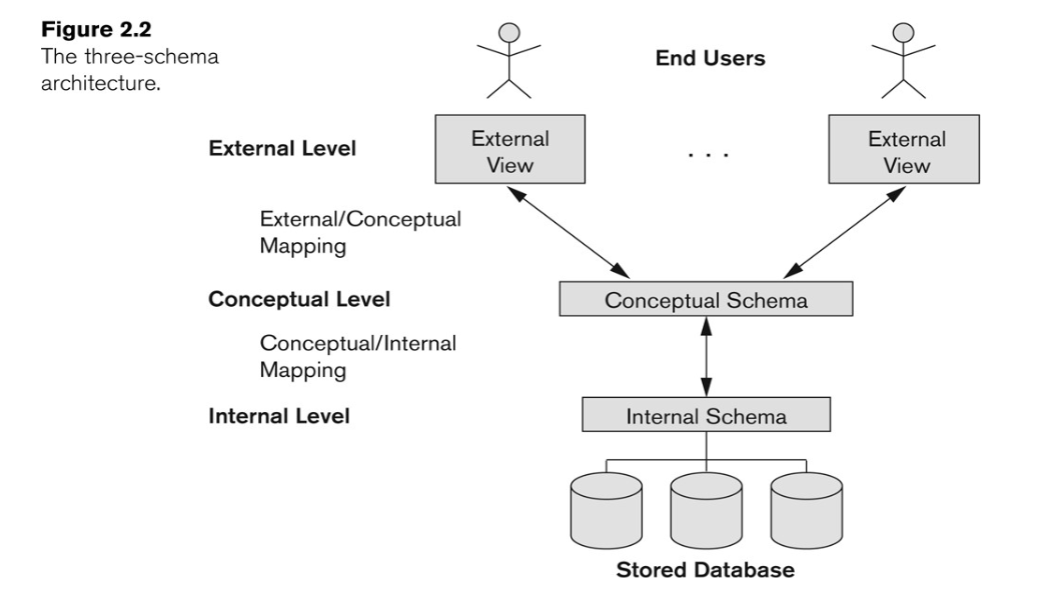 Figure 2.2
The three-schema
architecture.
End Users
External Level
External
View
. . .
External
View
External/Conceptual
Mapping
Conceptual Level
Conceptual Schema
Conceptual/Internal
Mapping
Internal Level
Internal Schema
Stored Database